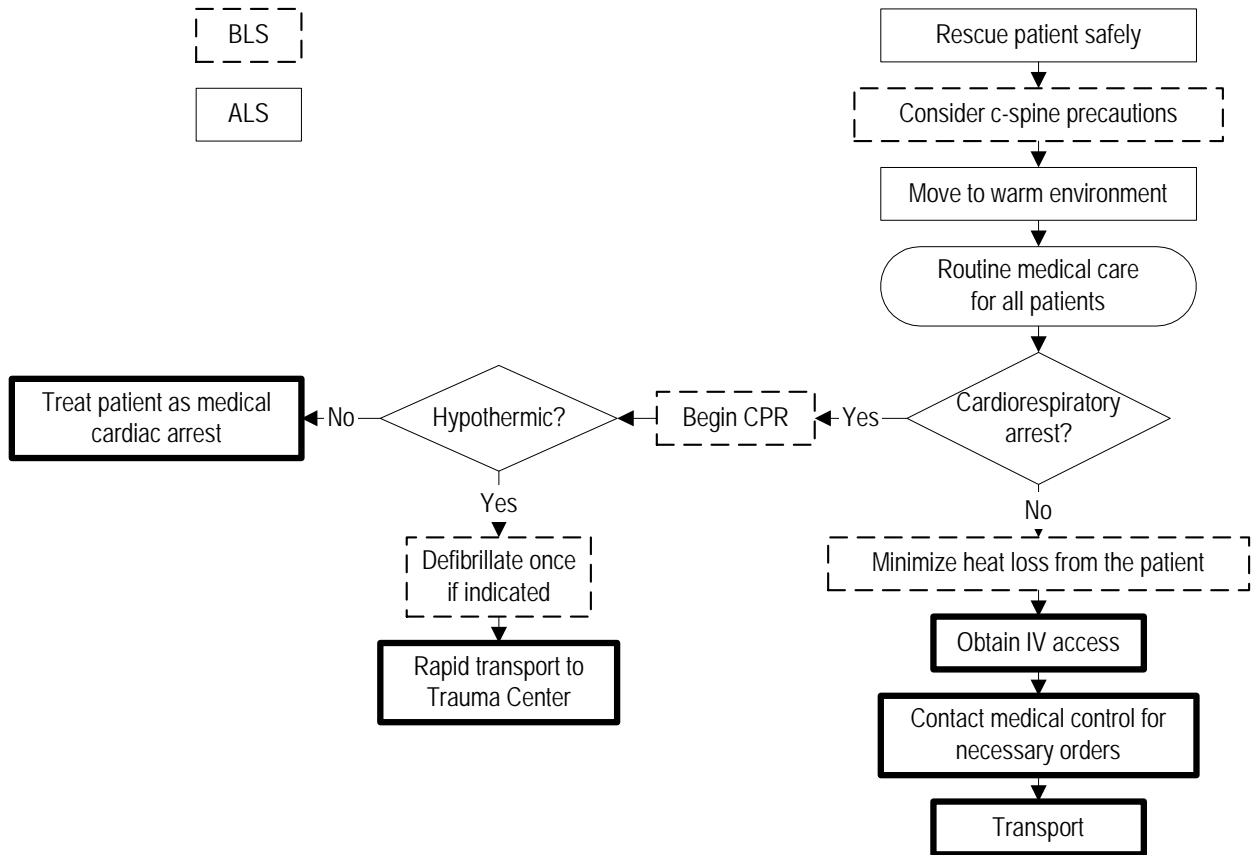 BLS
ALS
Rescue patient safely
Consider c-spine precautions
Move to warm environment
Routine medical care
for all patients
Cardiorespiratory
arrest?
Yes
Begin CPR
Hypothermic?
No
Treat patient as medical
cardiac arrest
Yes
Defibrillate once
if indicated
Rapid transport to
Trauma Center
No
Minimize heat loss from the patient
Obtain IV access
Contact medical control for
necessary orders
Transport